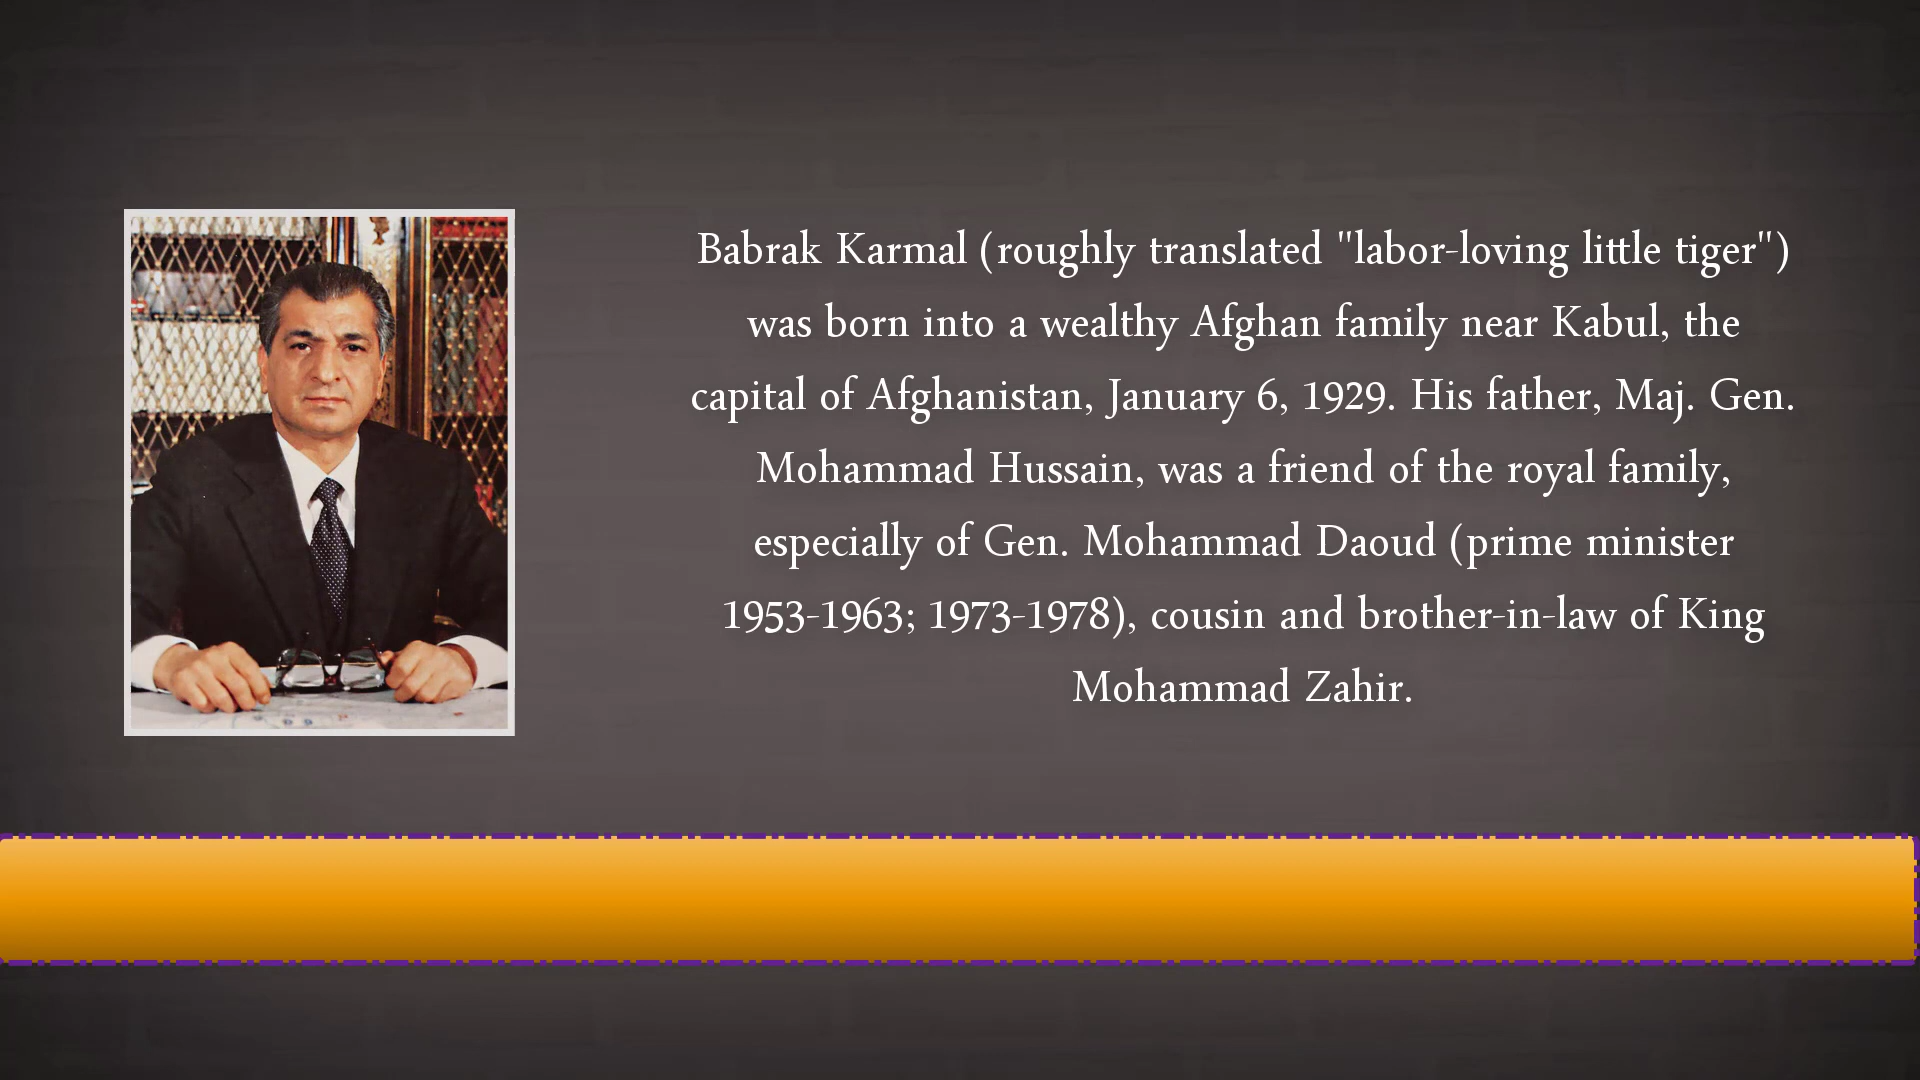 Babrak Karmal (roughly translated "labor-loving little tiger")
was born into a wealthy Afghan family near Kabul, the
capital of Afghanistan, January 6, 1929. His father, Maj. Gen.
Mohammad Hussain, was a friend of the royal family,
especially of Gen. Mohammad Daoud (prime minister
1953-1963; 1973-1978), cousin and brother-in-law of King
Mohammad Zahir.